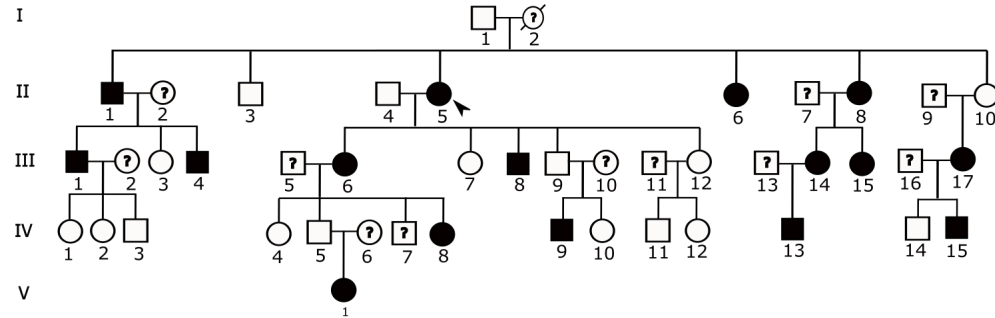 I ?
1 2
II ? ? ?
1 2 3 4 5 6 7 8 9 10
III ? ? ? ? ? ?
1 2 3 4 5 6 7 8 9 10 11 12 13 14 15 16 17
IV ? ?
1 2 3 4 5 6 7 8 9 10 11 12 13 14 15
V
1